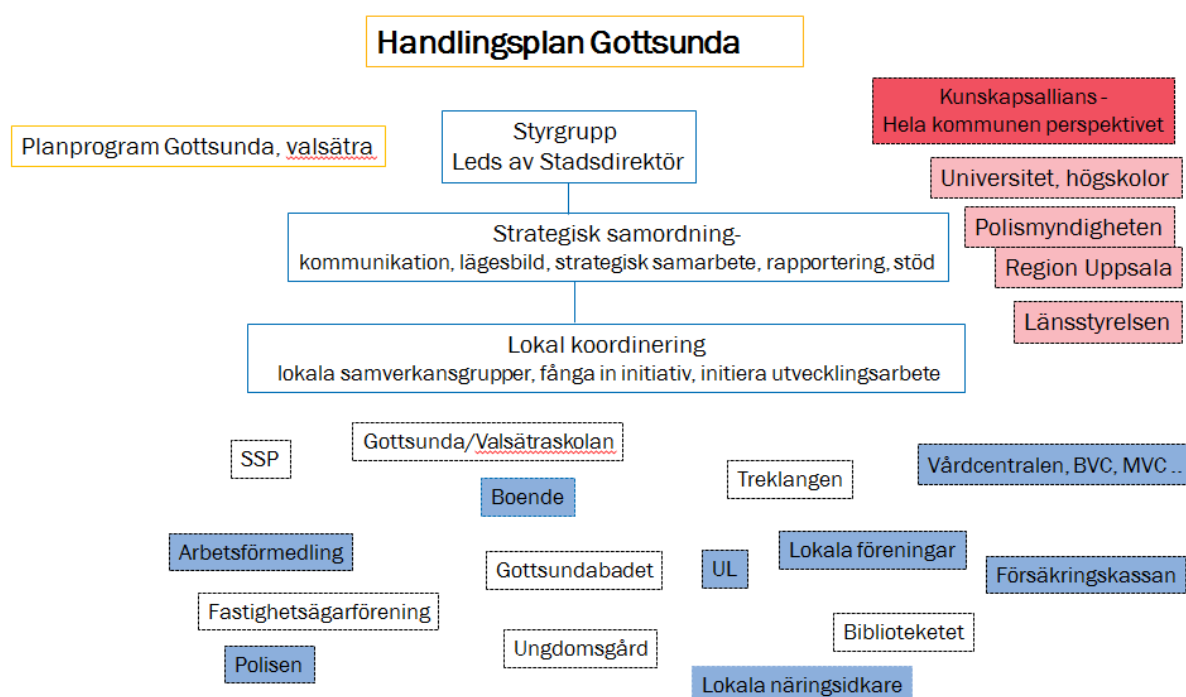 Handlingsplan Gottsunda
Kunskapsallians -
Hela kommunen perspektivet
Planprogram Gottsunda, valsätra
Styrgrupp
Leds av Stadsdirektör
Universitet, högskolor
Polismyndigheten
Region Uppsala
Länsstyrelsen
Strategisk samordning-
kommunikation, lägesbild, strategisk samarbete, rapportering, stöd
Lokal koordinering
lokala samverkansgrupper, fånga in initiativ, initiera utvecklingsarbete
SSP
Gottsunda/Valsätraskolan
Boende
Treklangen
Vårdcentralen, BVC, MVC ..
Arbetsförmedling
Gottsundabadet
UL
Lokala föreningar
Försäkringskassan
Fastighetsägarförening
Polisen
Ungdomsgård
Biblioteketet
Lokala näringsidkare